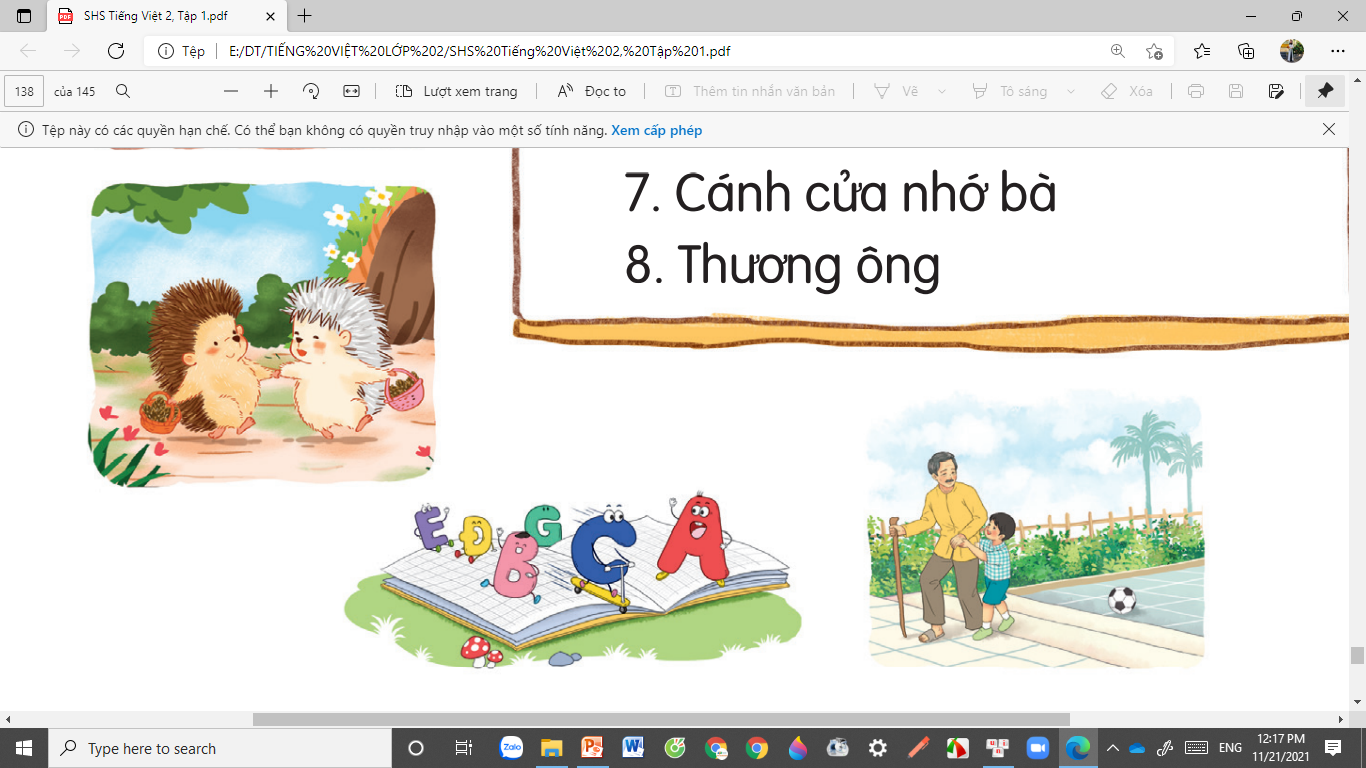 SHS Tiếng Việt 2, Tập 1.pdf
Tệp E:/DT/TIẾNG%20VIỆT%20LỚP%202/SHS%20Tiếng%20Việt%202,%20Tập%201.pdf
138 của 145 Lượt xem trang Đọc to Thêm tin nhắn văn bản Vẽ Tô sáng Xóa
Tệp này có các quyền hạn chế. Có thể bạn không có quyền truy nhập vào một số tính năng. Xem cấp phép
7. Cánh cửa nhớ bà
8. Thương ông
E Đ B G C A
Type here to search
Zalo
ENG
12:17 PM
11/21/2021